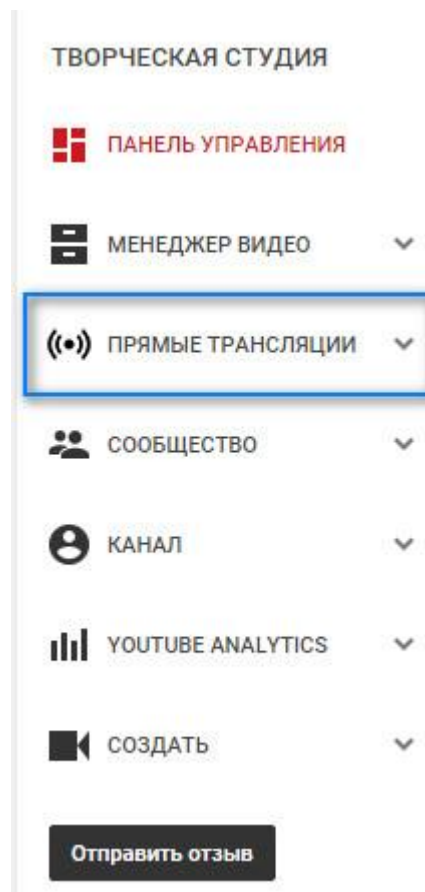 ТВОРЧЕСКАЯ СТУДИЯ
ПАНЕЛЬ УПРАВЛЕНИЯ
МЕНЕДЖЕР ВИДЕО
ПРЯМЫЕ ТРАНСЛЯЦИИ
СООБЩЕСТВО
КАНАЛ
YOUTUBE ANALYTICS
СОЗДАТЬ
Отправить отзыв